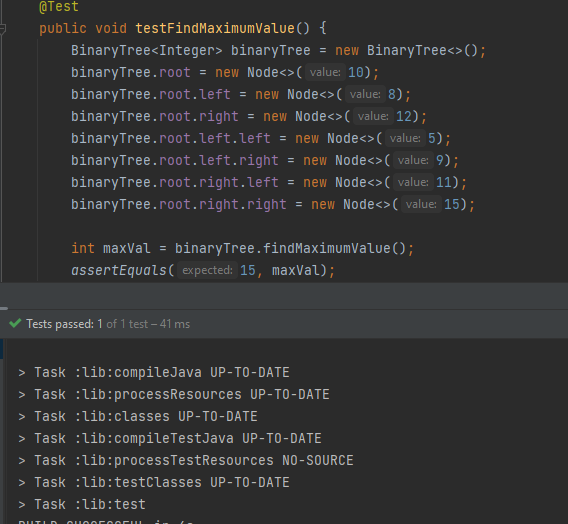 @Test
public void testFindMaximumValue() {
BinaryTree<Integer> binaryTree = new BinaryTree<>();
binaryTree.root = new Node<>( value: 10);
binaryTree.root.left = new Node<>( value: 8);
binaryTree.root.right = new Node<>( value: 12);
binaryTree.root.left.left = new Node<>( value: 5);
binaryTree.root.left.right = new Node<>( value: 9);
binaryTree.root.right.left = new Node<>( value: 11);
binaryTree.root.right.right = new Node<>( value: 15);
int maxVal = binaryTree.findMaximumValue();
assertEquals( expected: 15, maxVal);
Tests passed: 1 of 1 test – 41 ms
> Task :lib:compileJava UP-TO-DATE
> Task :lib:processResources UP-TO-DATE
> Task :lib:classes UP-TO-DATE
> Task :lib:compileTestJava UP-TO-DATE
> Task :lib:processTestResources NO-SOURCE
> Task :lib:testClasses UP-TO-DATE
> Task :lib:test
BUILD SUCCESSFUL in